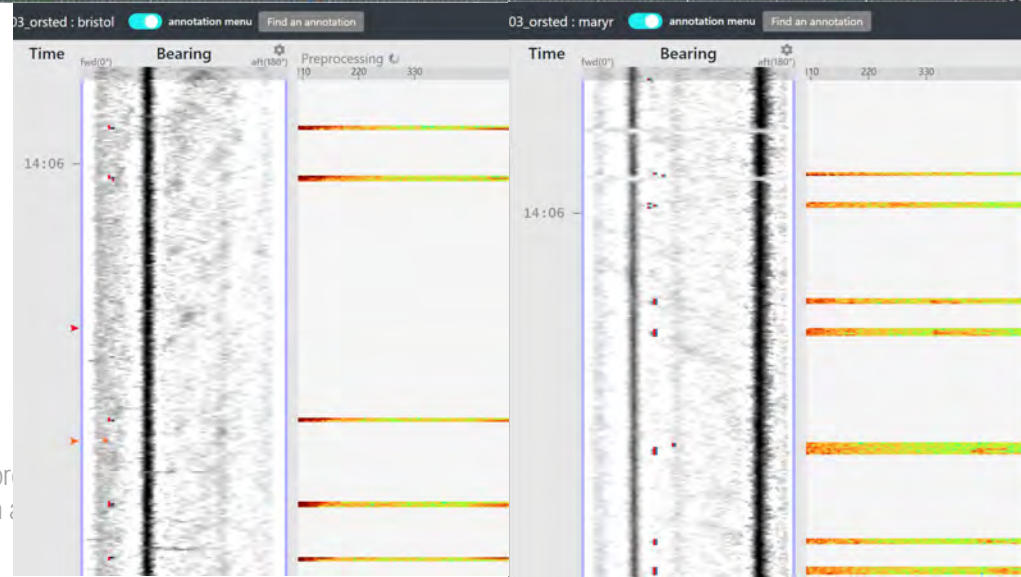 03_orsted : bristol annotation menu Find an annotation
Time Bearing Preprocessing
fwd(0°) aft(180°)
110 220 330
14:06
03_orsted : maryr annotation menu Find an annotation
Time Bearing
fwd(0°) aft(180°)
110 220 330
14:06